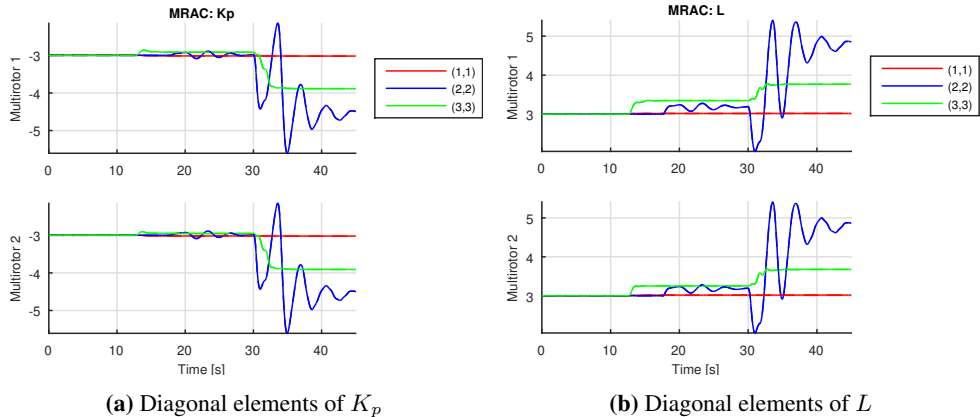 MRAC: Kp
Multirotor 1
-3
-4
-5
0 10 20 30 40
(1,1)
(2,2)
(3,3)
Multirotor 2
-3
-4
-5
0 10 20 30 40
Time [s]
(a) Diagonal elements of Kp
MRAC: L
Multirotor 1
5
4
3
0 10 20 30 40
(1,1)
(2,2)
(3,3)
Multirotor 2
5
4
3
0 10 20 30 40
Time [s]
(b) Diagonal elements of L